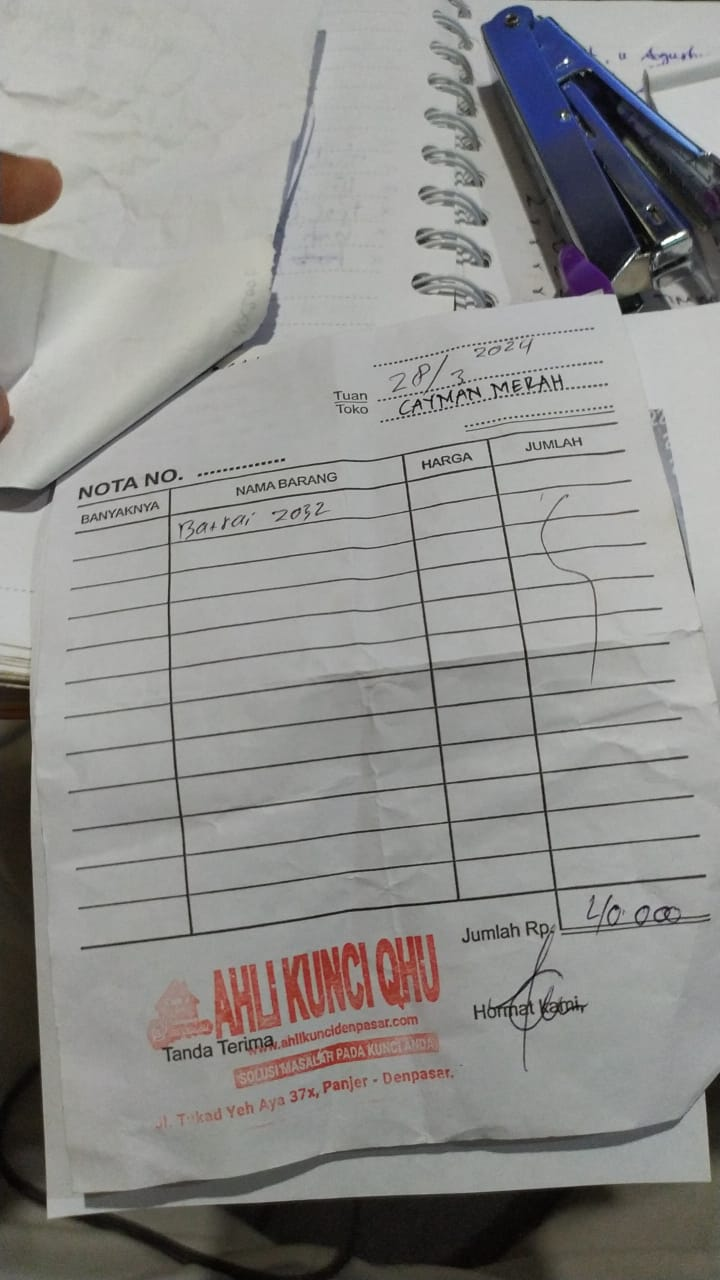 2024
28/3
Tuan
Toko
CAYMAN MERAH
NOTA NO.
BANYAKNYA NAMA BARANG HARGA JUMLAH
Batrai 2032
Jumlah Rp. 40.000
AHLI KUNCI QHU
Hormat kami,
Tanda Terima
www.ahlikuncidenpasar.com
SOLUSI MASALAH PADA KUNCI ANDA
Jl. Tukad Yeh Aya 37x, Panjer - Denpasar.